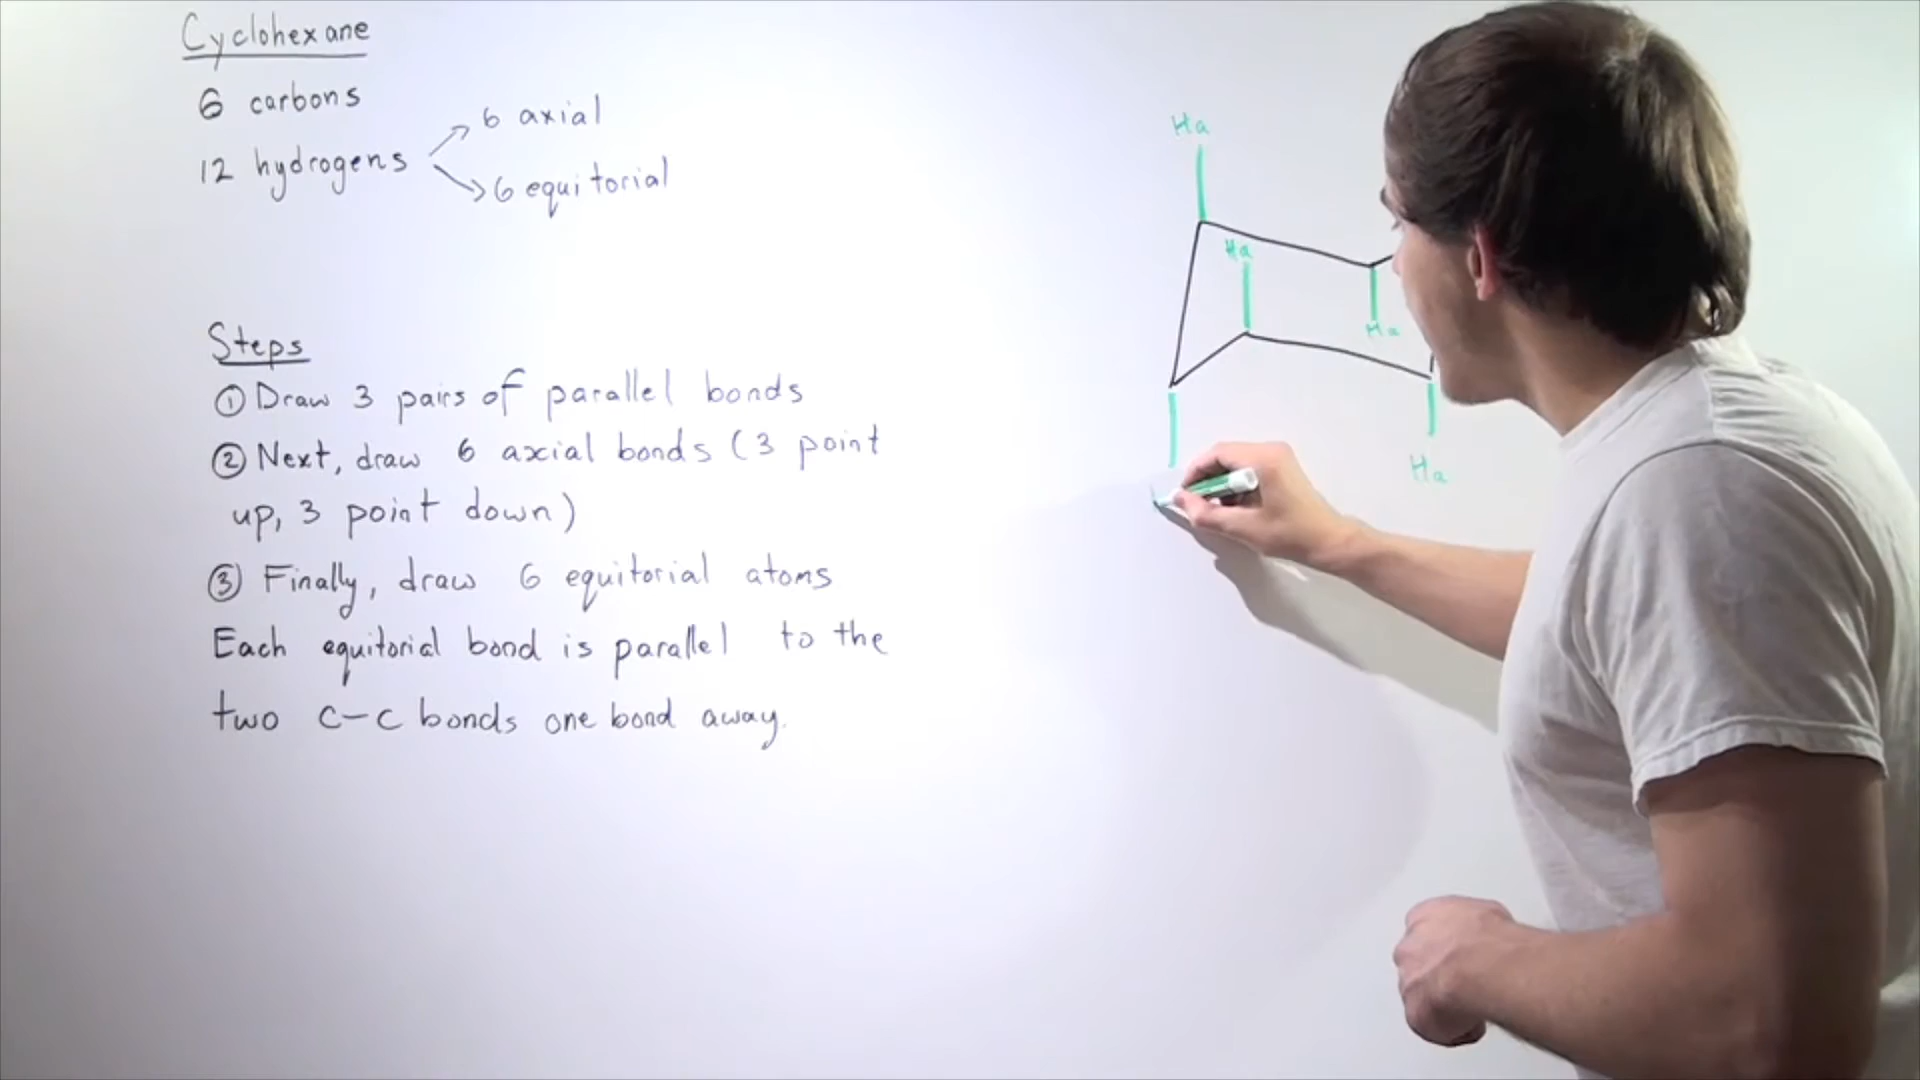 Cyclohexane
6 carbons
12 hydrogens
6 axial
6 equitorial
Steps
① Draw 3 pairs of parallel bonds
② Next, draw 6 axial bonds (3 point
up, 3 point down)
③ Finally, draw 6 equitorial atoms
Each equitorial bond is parallel to the
two C-C bonds one bond away.
Ha
Ha
Ha
Ha